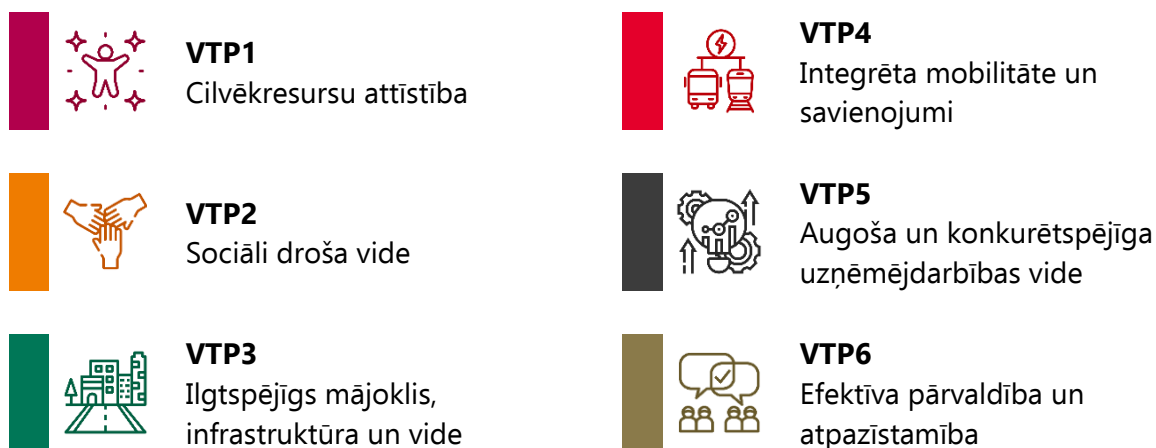 VTP1
Cilvēkresursu attīstība
VTP2
Sociāli droša vide
VTP3
Ilgtspējīgs mājoklis,
infrastruktūra un vide
VTP4
Integrēta mobilitāte un
savienojumi
VTP5
Augoša un konkurētspējīga
uzņēmējdarbības vide
VTP6
Efektīva pārvaldība un
atpazīstamība